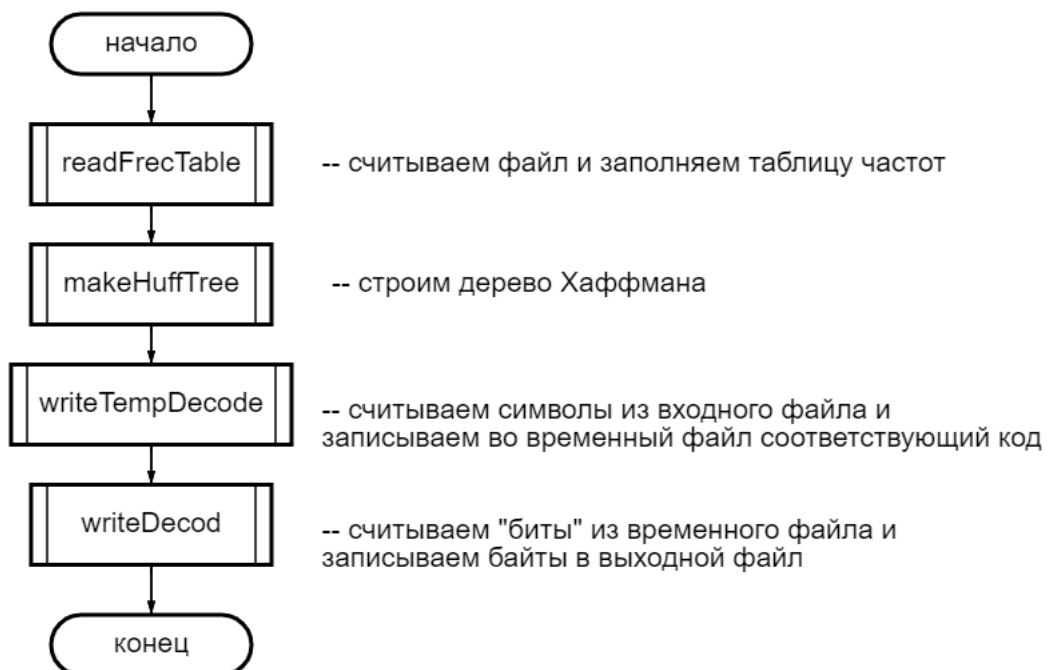 начало
readFrecTable
-- считываем файл и заполняем таблицу частот
makeHuffTree
-- строим дерево Хаффмана
writeTempDecode
-- считываем символы из входного файла и
записываем во временный файл соответствующий код
writeDecod
-- считываем "биты" из временного файла и
записываем байты в выходной файл
конец